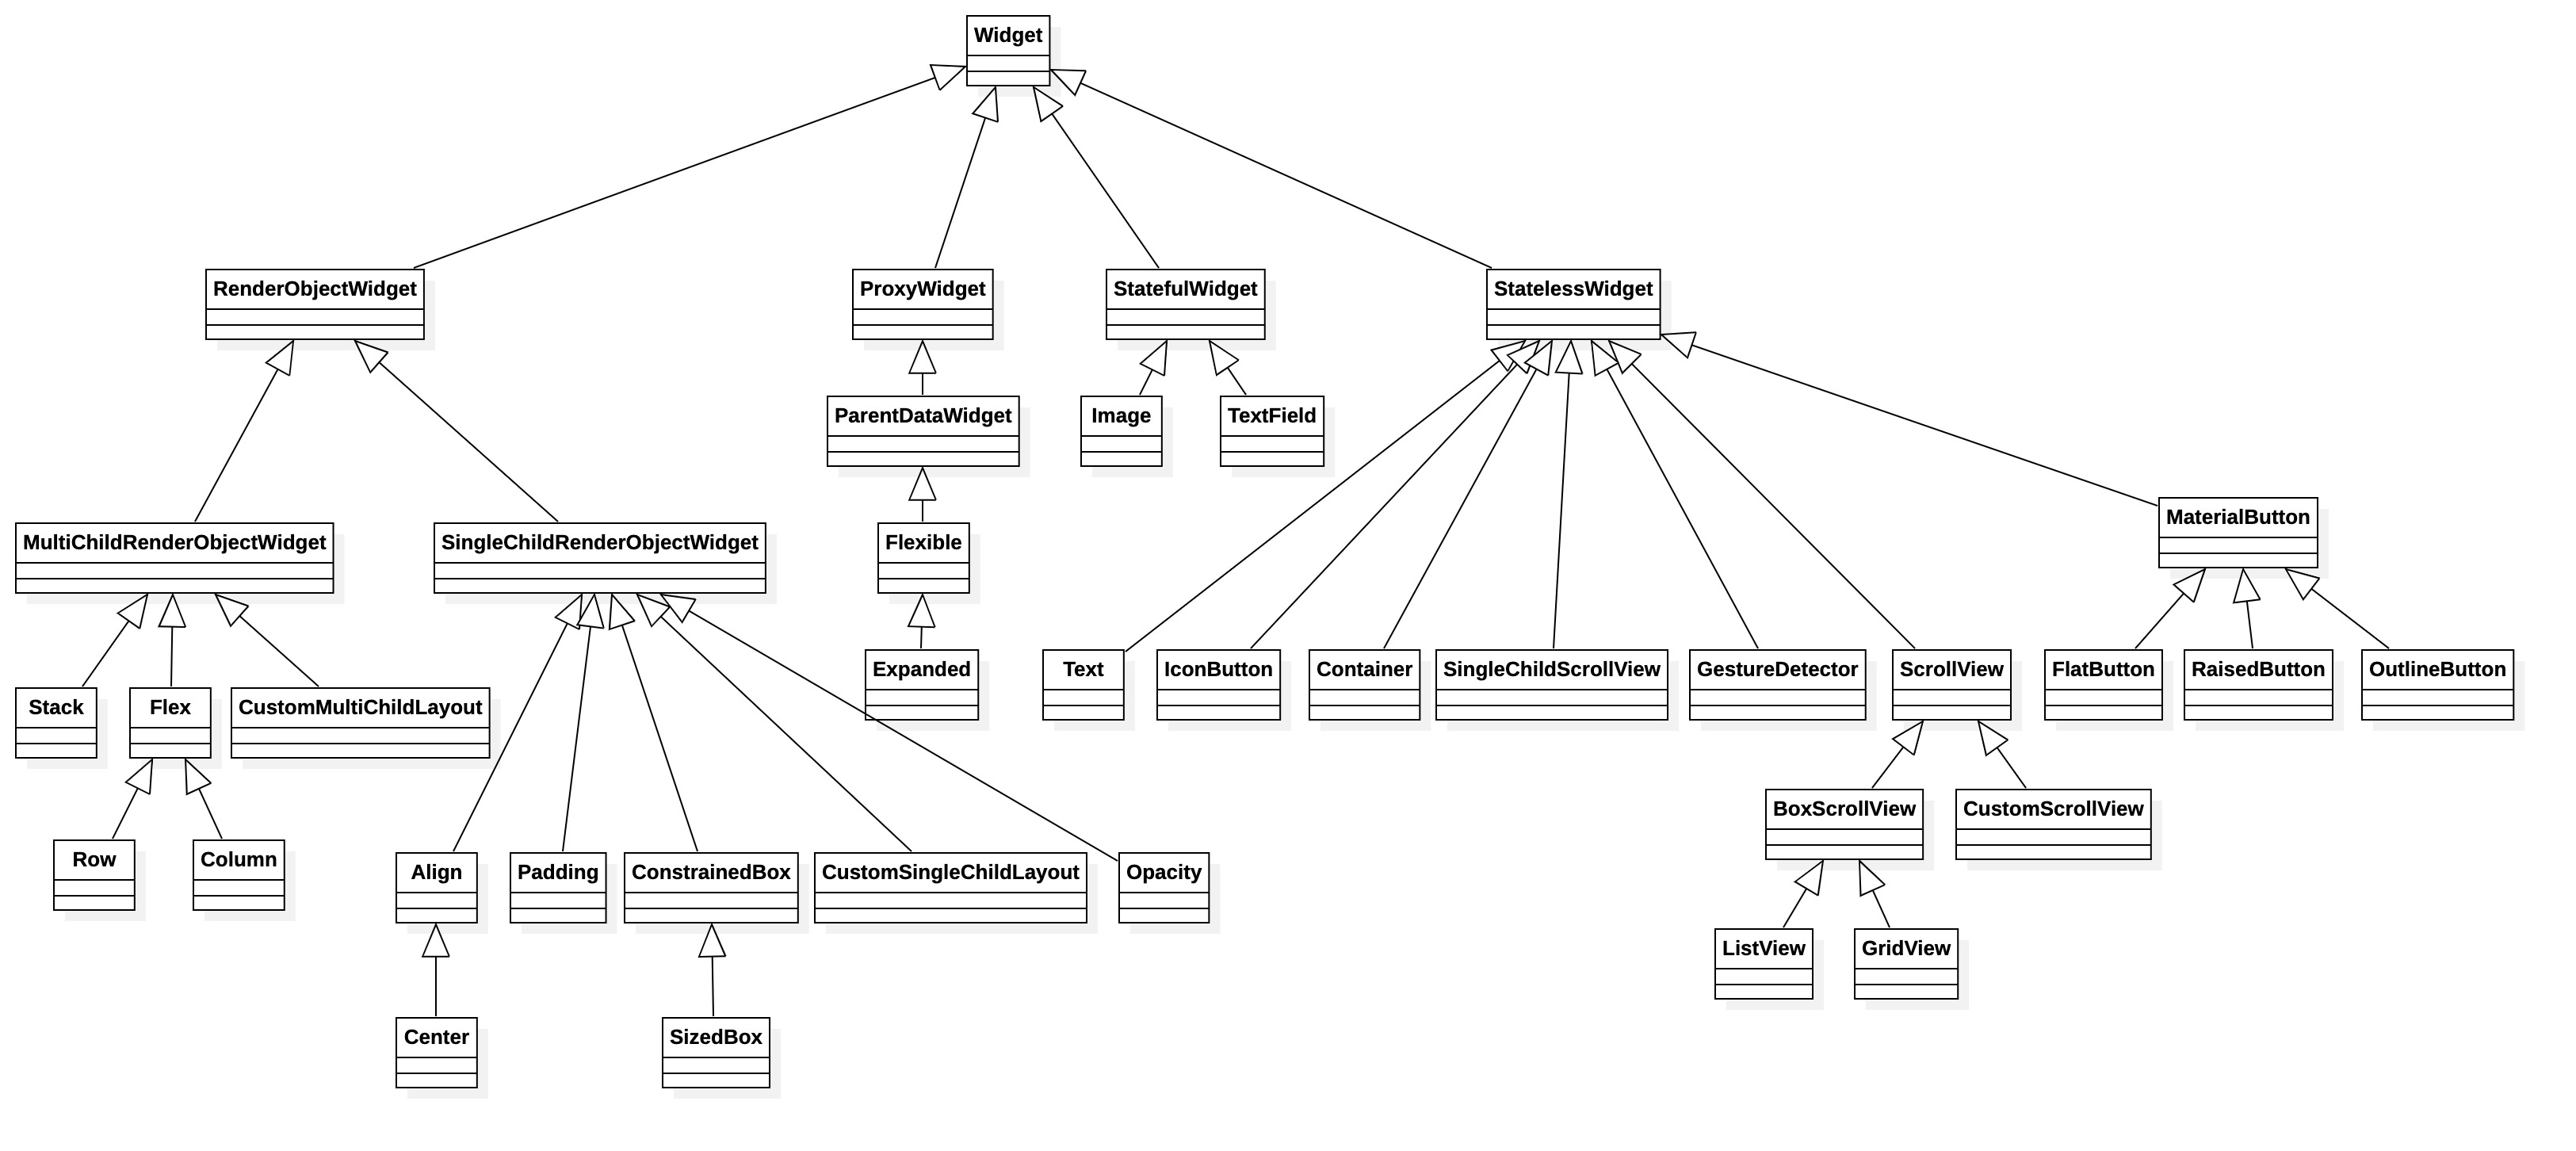 Widget
RenderObjectWidget
ProxyWidget
StatefulWidget
StatelessWidget
ParentDataWidget
Image
TextField
MultiChildRenderObjectWidget
SingleChildRenderObjectWidget
Flexible
MaterialButton
Stack
Flex
CustomMultiChildLayout
Expanded
Text
IconButton
Container
SingleChildScrollView
GestureDetector
ScrollView
FlatButton
RaisedButton
OutlineButton
Row
Column
Align
Padding
ConstrainedBox
CustomSingleChildLayout
Opacity
BoxScrollView
CustomScrollView
ListView
GridView
Center
SizedBox